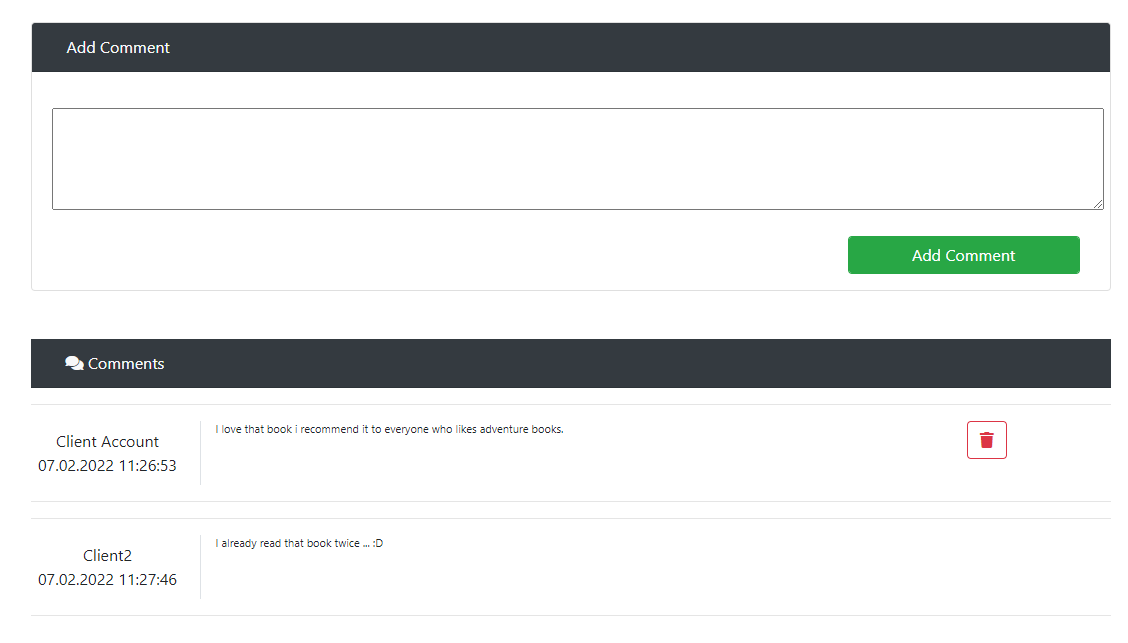 Add Comment
Add Comment
Comments
Client Account
07.02.2022 11:26:53
I love that book i recommend it to everyone who likes adventure books.
Client2
07.02.2022 11:27:46
I already read that book twice ... :D